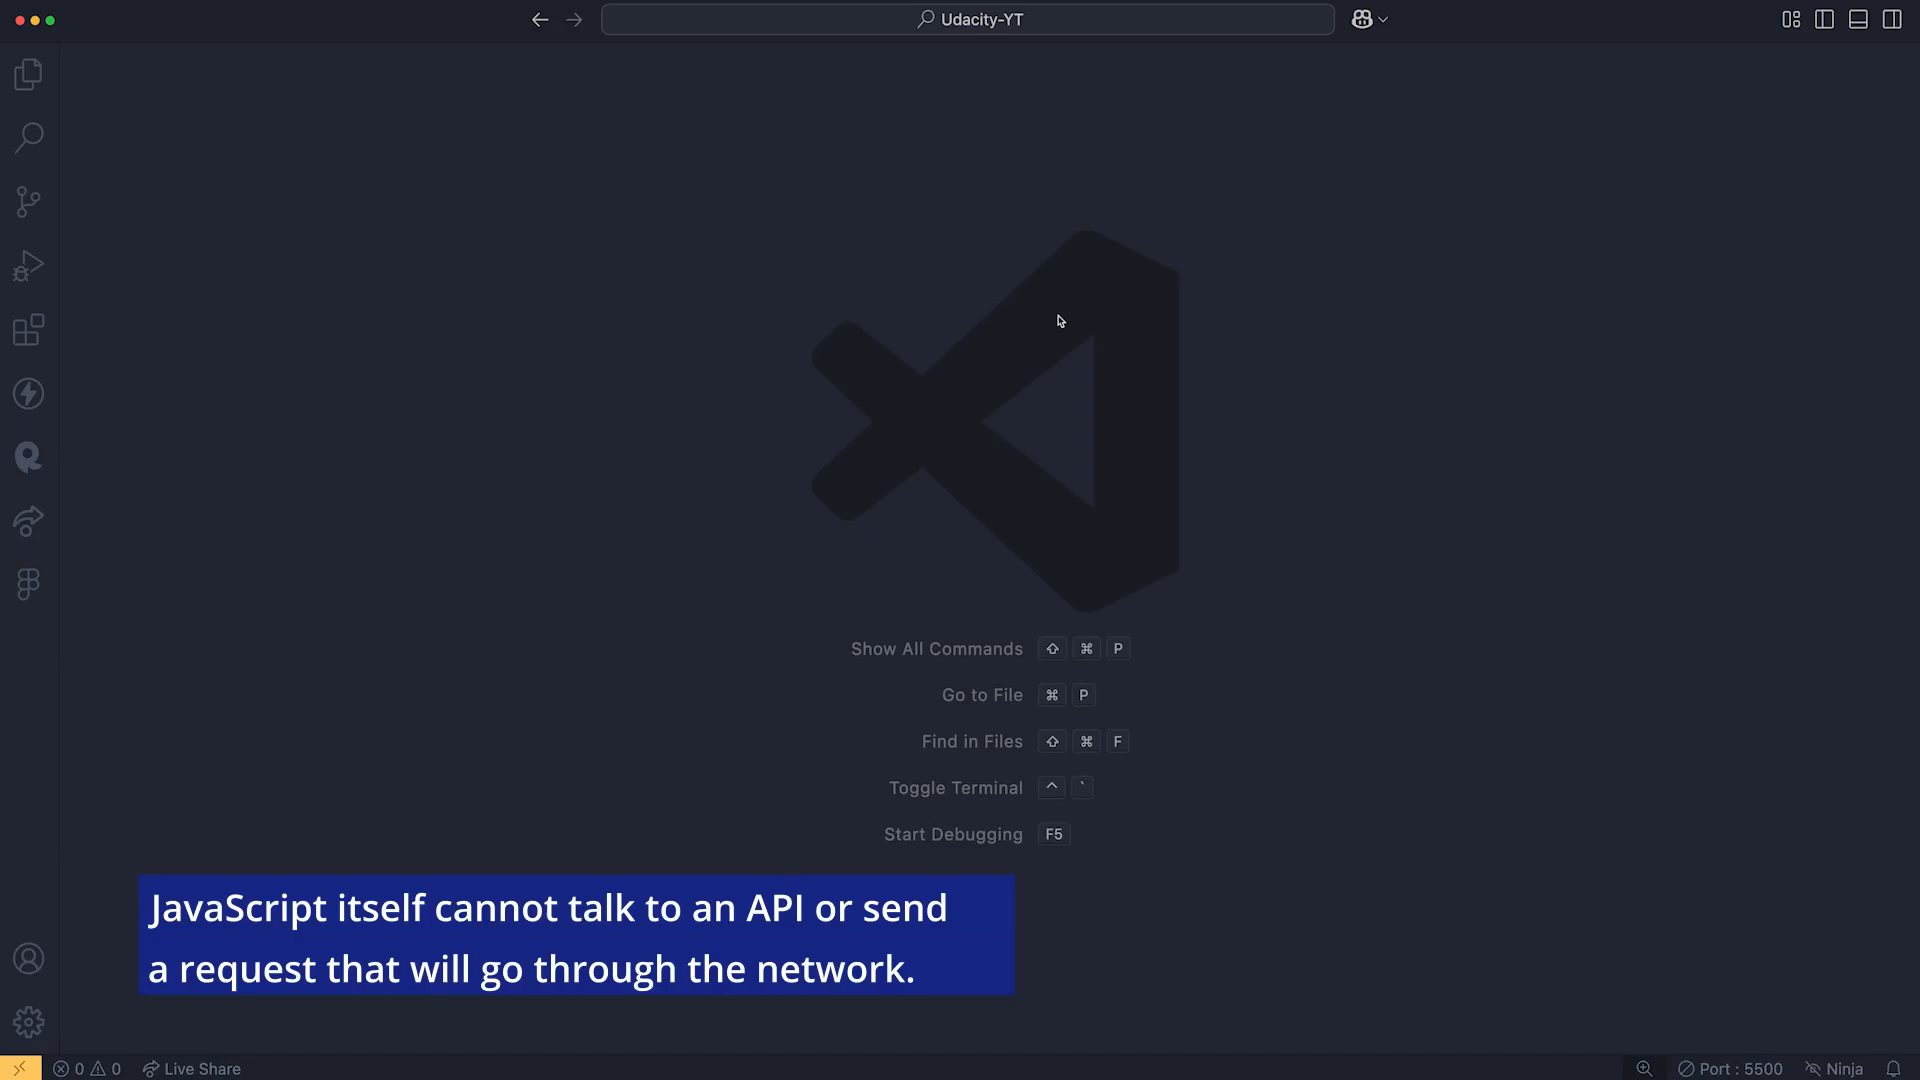 Udacity-YT
Show All Commands ⇧ ⌘ P
Go to File ⌘ P
Find in Files ⇧ ⌘ F
Toggle Terminal ^ `
Start Debugging F5
JavaScript itself cannot talk to an API or send
a request that will go through the network.
0 0 Live Share Port : 5500 Ninja